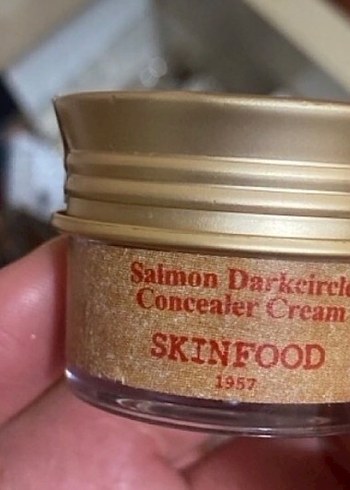 Salmon Darkcircle
Concealer Cream
SKINFOOD
1957